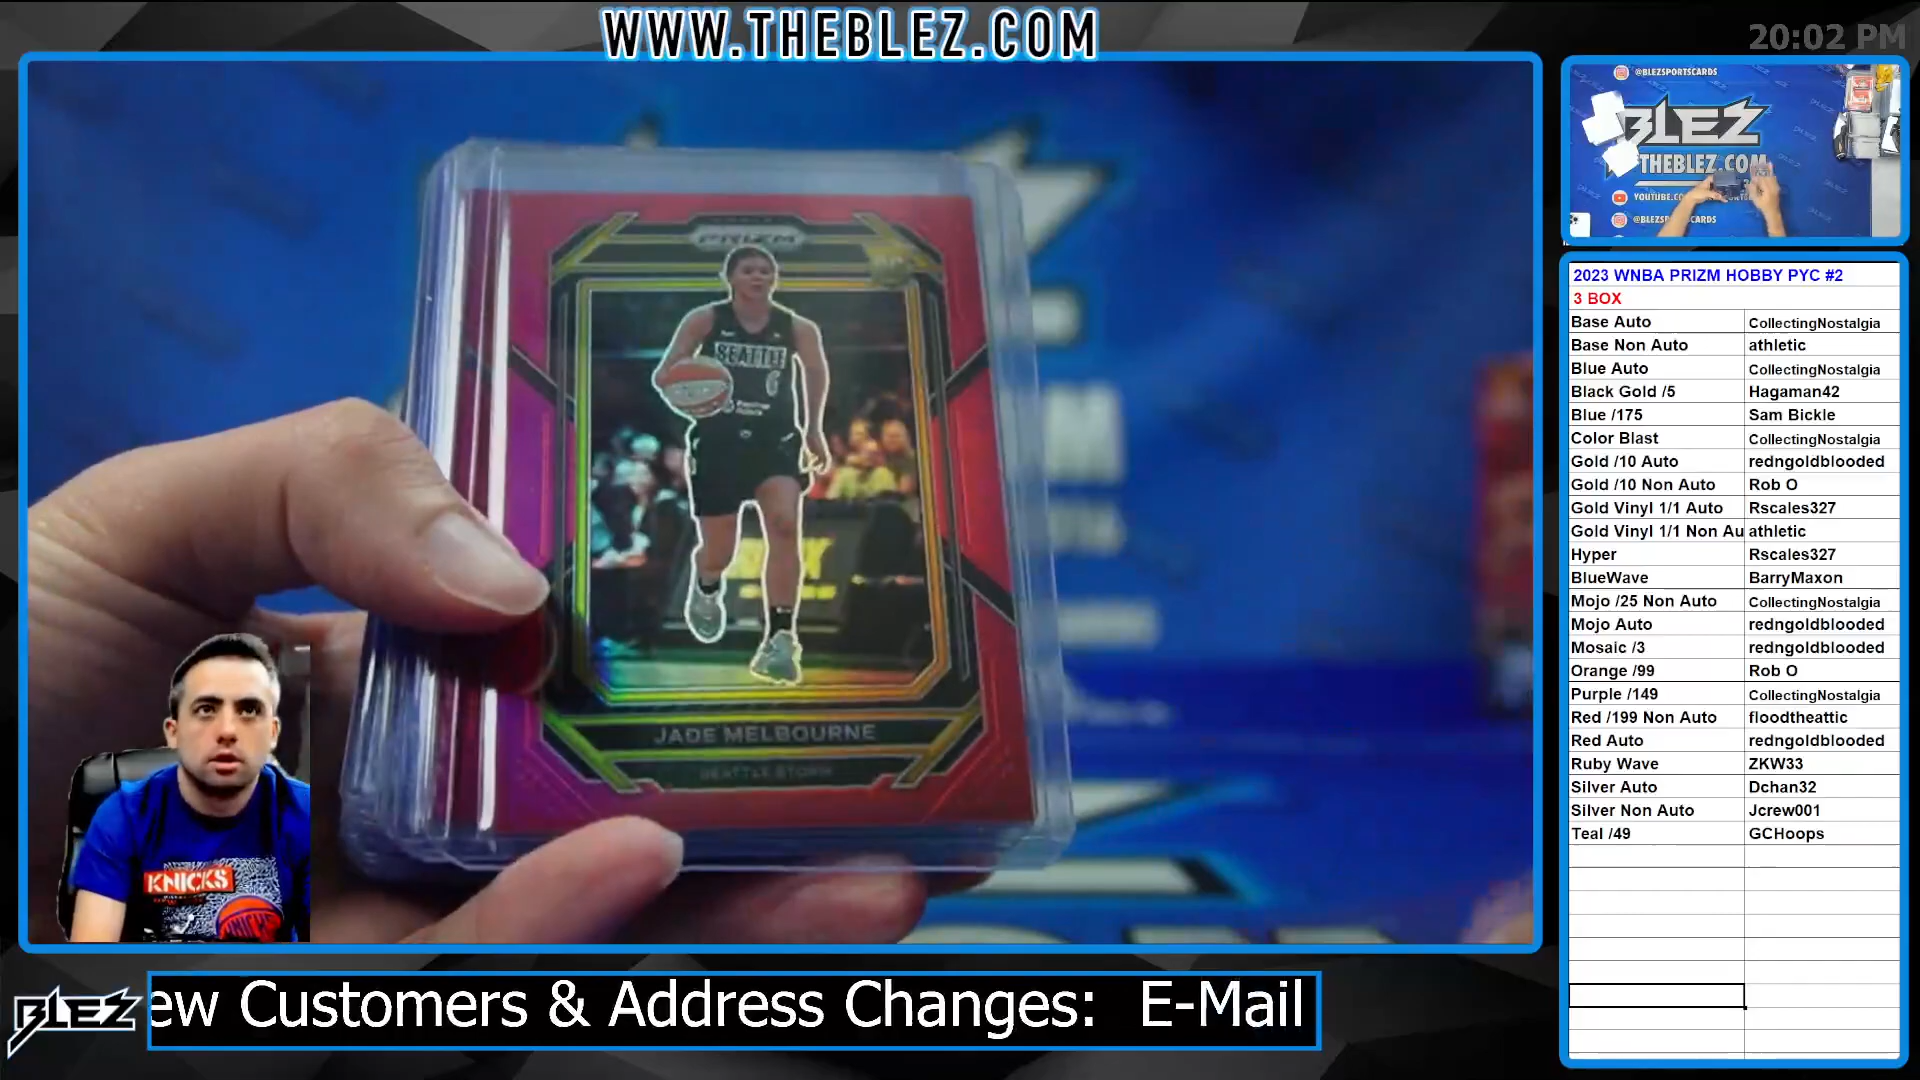 WWW.THEBLEZ.COM
20:02 PM
@BLEZSPORTSCARDS
BLEZ
THEBLEZ.COM
PRIZM
SEATTLE
6
JADE MELBOURNE
SEATTLE STORM
KNICKS
2023 WNBA PRIZM HOBBY PYC #2
3 BOX
Base Auto CollectingNostalgia
Base Non Auto athletic
Blue Auto CollectingNostalgia
Black Gold /5 Hagaman42
Blue /175 Sam Bickle
Color Blast CollectingNostalgia
Gold /10 Auto redngoldblooded
Gold /10 Non Auto Rob O
Gold Vinyl 1/1 Auto Rscales327
Gold Vinyl 1/1 Non Au athletic
Hyper Rscales327
BlueWave BarryMaxon
Mojo /25 Non Auto CollectingNostalgia
Mojo Auto redngoldblooded
Mosaic /3 redngoldblooded
Orange /99 Rob O
Purple /149 CollectingNostalgia
Red /199 Non Auto floodtheattic
Red Auto redngoldblooded
Ruby Wave ZKW33
Silver Auto Dchan32
Silver Non Auto Jcrew001
Teal /49 GCHoops
BLEZ
ew Customers & Address Changes: E-Mail